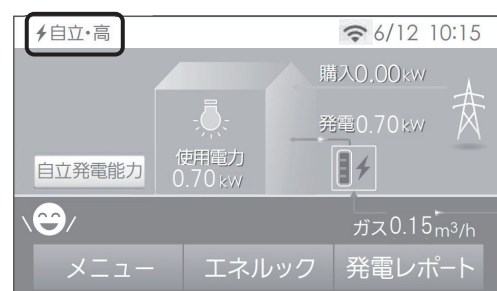 自立・高 6/12 10:15
購入0.00kW
発電0.70kW
使用電力
0.70kW
自立発電能力
ガス0.15m³/h
メニュー エネルック 発電レポート